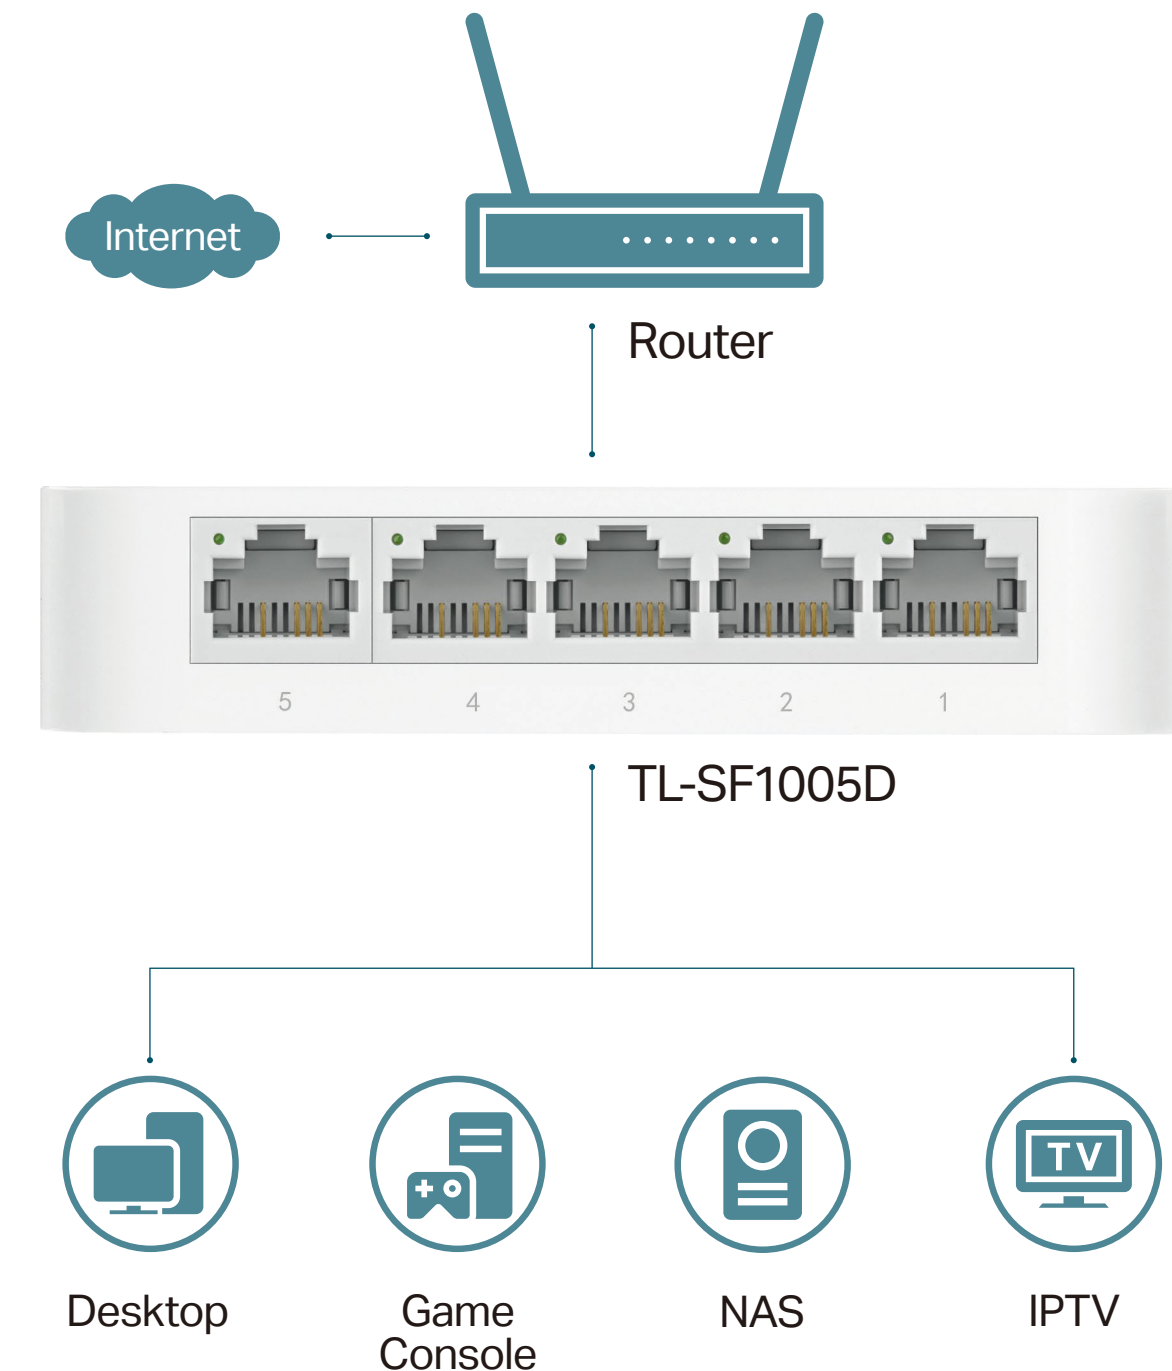 Internet
Router
5 4 3 2 1
TL-SF1005D
TV
Desktop
Game
Console
NAS
IPTV